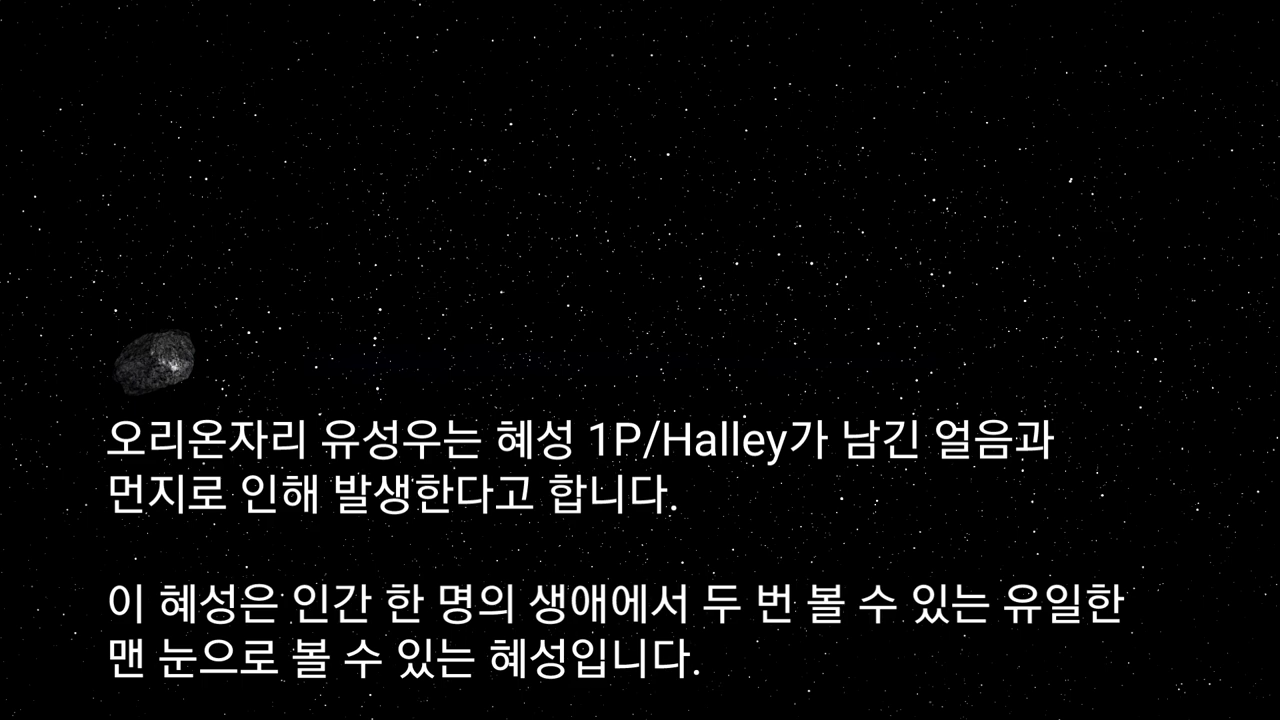 오리온자리 유성우는 혜성 1P/Halley가 남긴 얼음과
먼지로 인해 발생한다고 합니다.
이 혜성은 인간 한 명의 생애에서 두 번 볼 수 있는 유일한
맨 눈으로 볼 수 있는 혜성입니다.